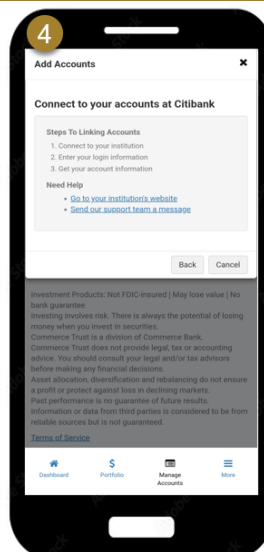 4
Add Accounts ×
Connect to your accounts at Citibank
Steps To Linking Accounts
1. Connect to your institution
2. Enter your login information
3. Get your account information
Need Help
• Go to your institution's website
• Send our support team a message
Back Cancel
Investment Products: Not FDIC-insured | May lose value | No
bank guarantee
Investing involves risk. There is always the potential of losing
money when you invest in securities.
Commerce Trust is a division of Commerce Bank.
Commerce Trust does not provide legal, tax or accounting
advice. You should consult your legal and/or tax advisors
before making any financial decisions.
Asset allocation, diversification and rebalancing do not ensure
a profit or protect against loss in declining markets.
Past performance is no guarantee of future results.
Information or data from third parties is considered to be from
reliable sources but is not guaranteed.
Terms of Service
Dashboard Portfolio Manage More
Accounts